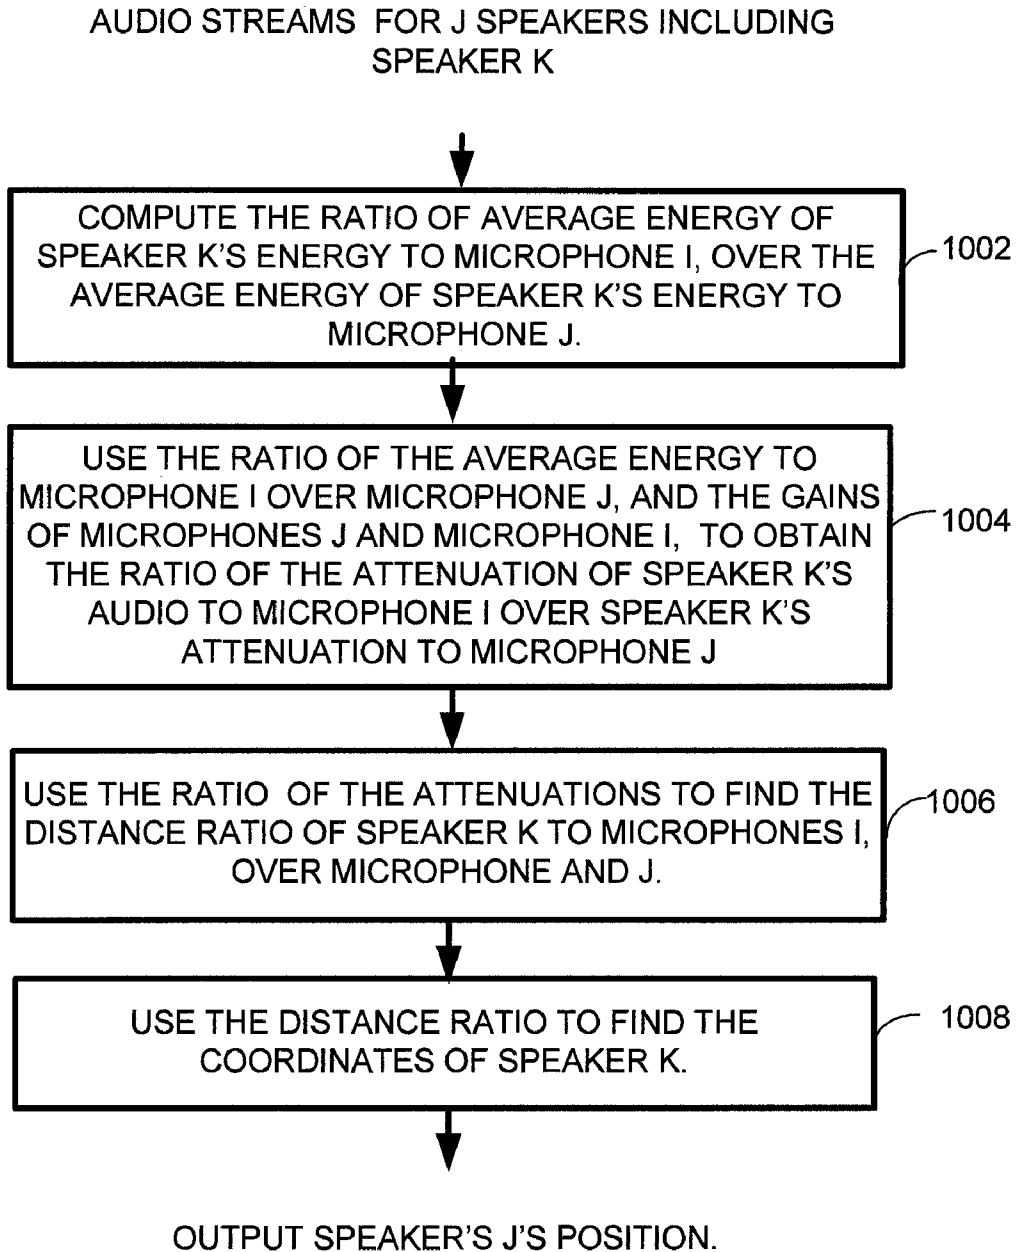 AUDIO STREAMS FOR J SPEAKERS INCLUDING
SPEAKER K
COMPUTE THE RATIO OF AVERAGE ENERGY OF
SPEAKER K'S ENERGY TO MICROPHONE I, OVER THE
AVERAGE ENERGY OF SPEAKER K'S ENERGY TO
MICROPHONE J.
1002
USE THE RATIO OF THE AVERAGE ENERGY TO
MICROPHONE I OVER MICROPHONE J, AND THE GAINS
OF MICROPHONES J AND MICROPHONE I, TO OBTAIN
THE RATIO OF THE ATTENUATION OF SPEAKER K'S
AUDIO TO MICROPHONE I OVER SPEAKER K'S
ATTENUATION TO MICROPHONE J
1004
USE THE RATIO OF THE ATTENUATIONS TO FIND THE
DISTANCE RATIO OF SPEAKER K TO MICROPHONES I,
OVER MICROPHONE AND J.
1006
USE THE DISTANCE RATIO TO FIND THE
COORDINATES OF SPEAKER K.
1008
OUTPUT SPEAKER'S J'S POSITION.